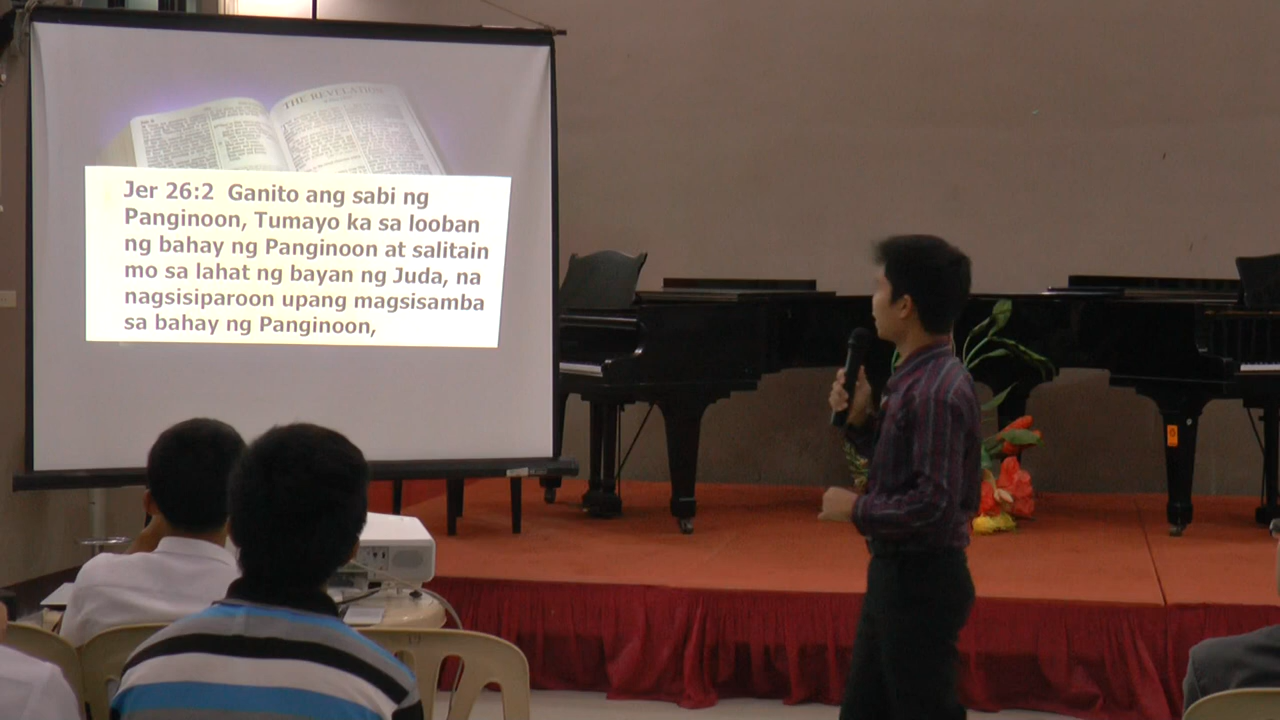 THE REVELATION
Jer 26:2 Ganito ang sabi ng
Panginoon, Tumayo ka sa looban
ng bahay ng Panginoon at salitain
mo sa lahat ng bayan ng Juda, na
nagsisiparoon upang magsisamba
sa bahay ng Panginoon,